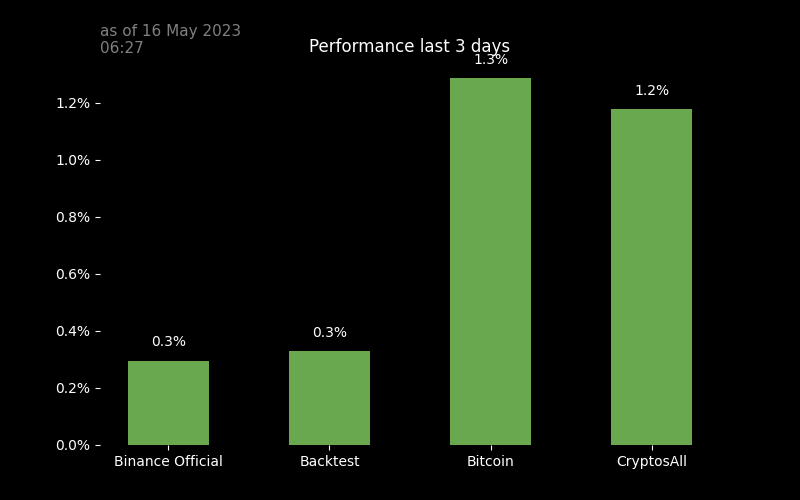 as of 16 May 2023
06:27
Performance last 3 days
1.3%
1.2%
1.2%
1.0%
0.8%
0.6%
0.4%
0.3%
0.3%
0.2%
0.0%
Binance Official
Backtest
Bitcoin
CryptosAll